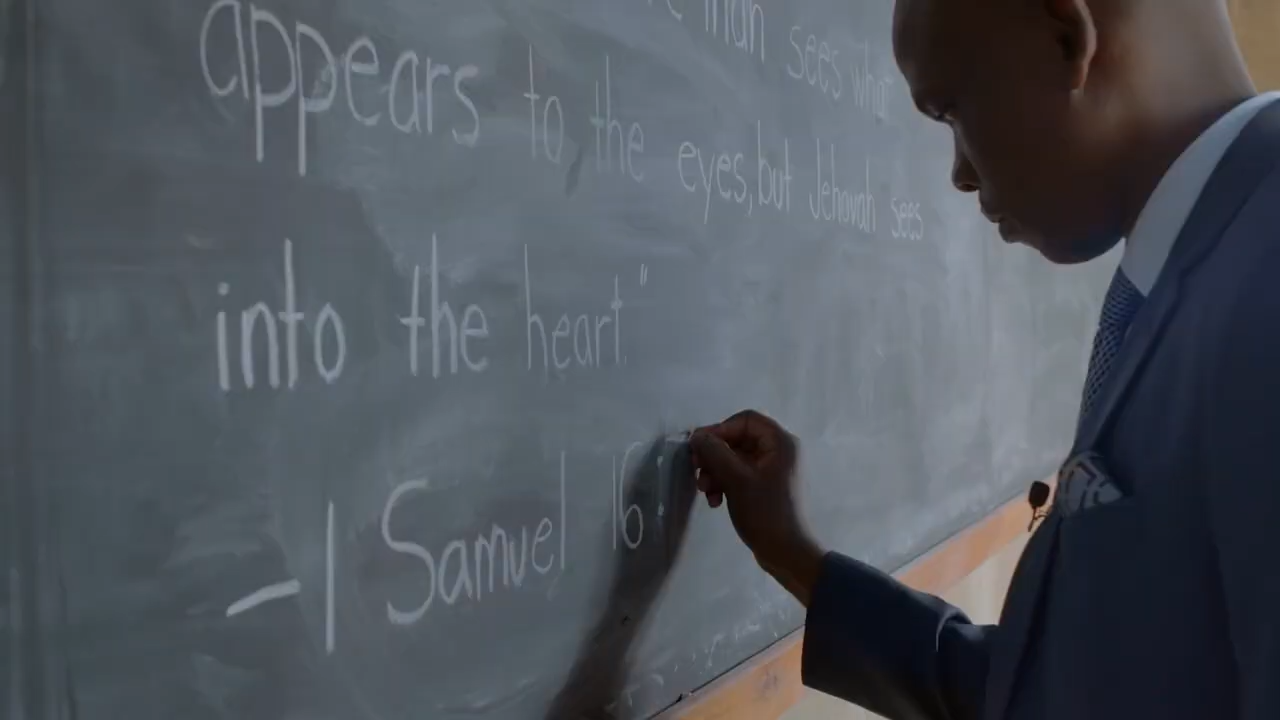 man sees what
appears to the eyes, but Jehovah sees
into the heart."
– 1 Samuel 16: